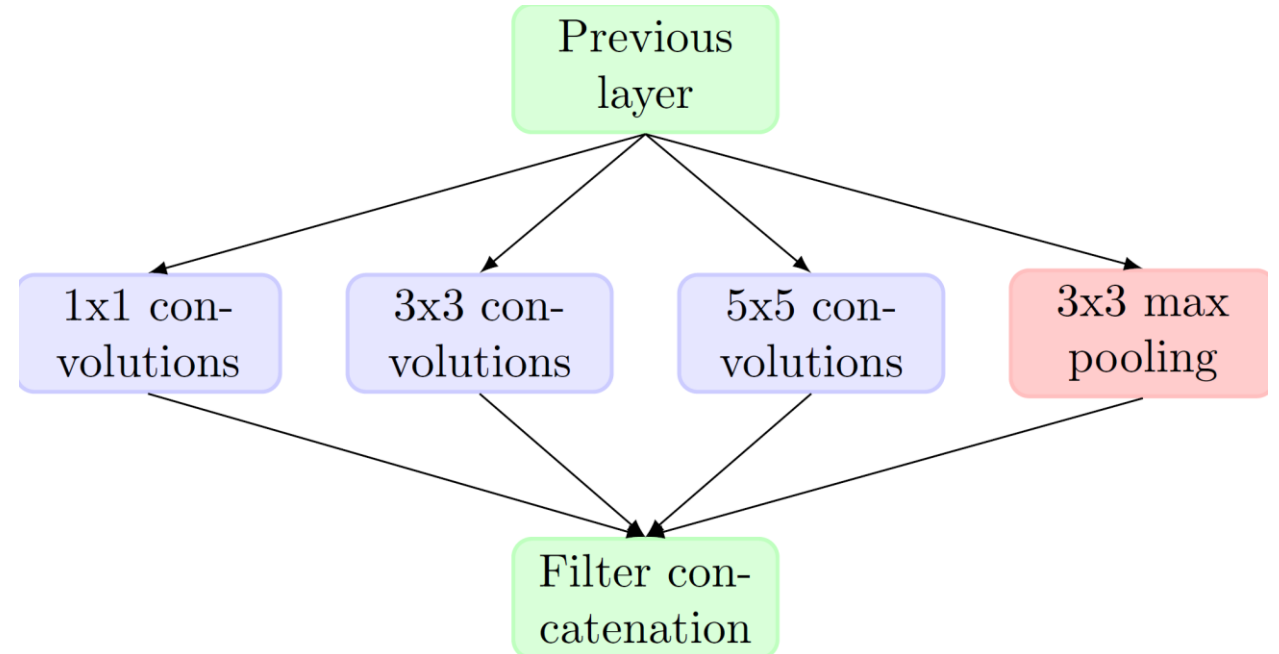 Previous
layer
1x1 con-
volutions
3x3 con-
volutions
5x5 con-
volutions
3x3 max
pooling
Filter con-
catenation